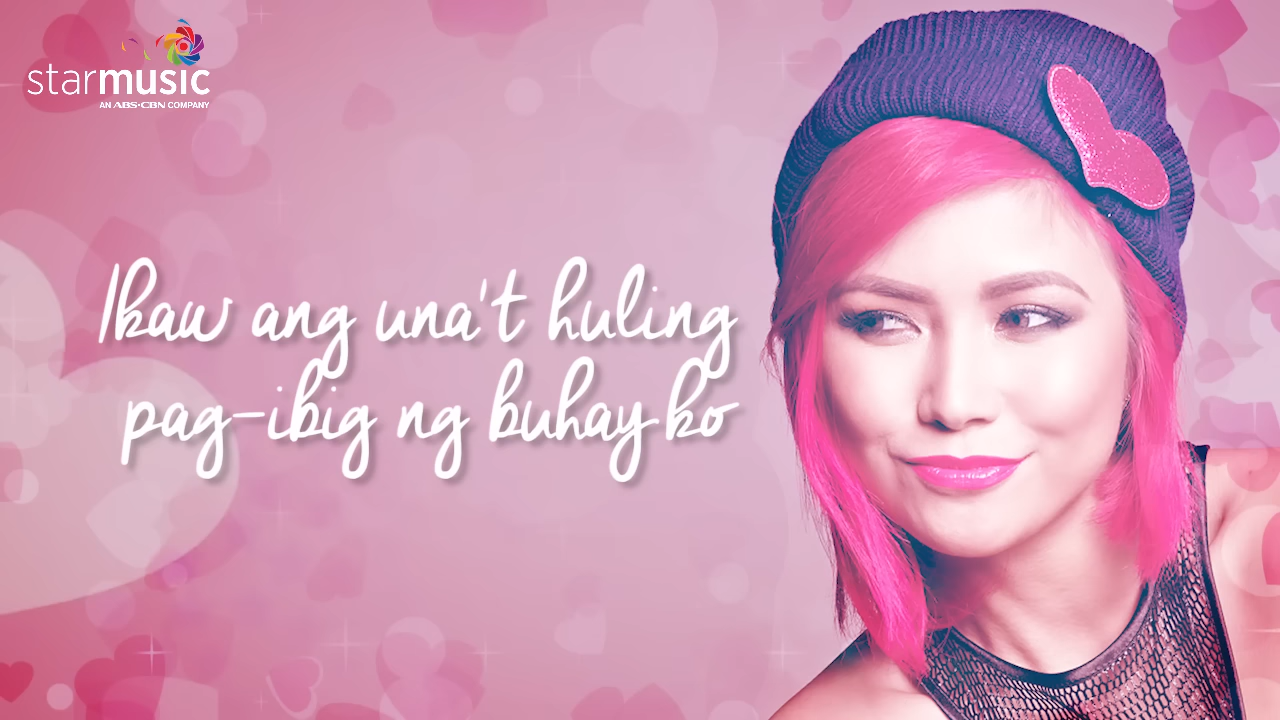 starmusic
AN ABS-CBN COMPANY
Ikaw ang una't huling
pag-ibig ng buhay ko